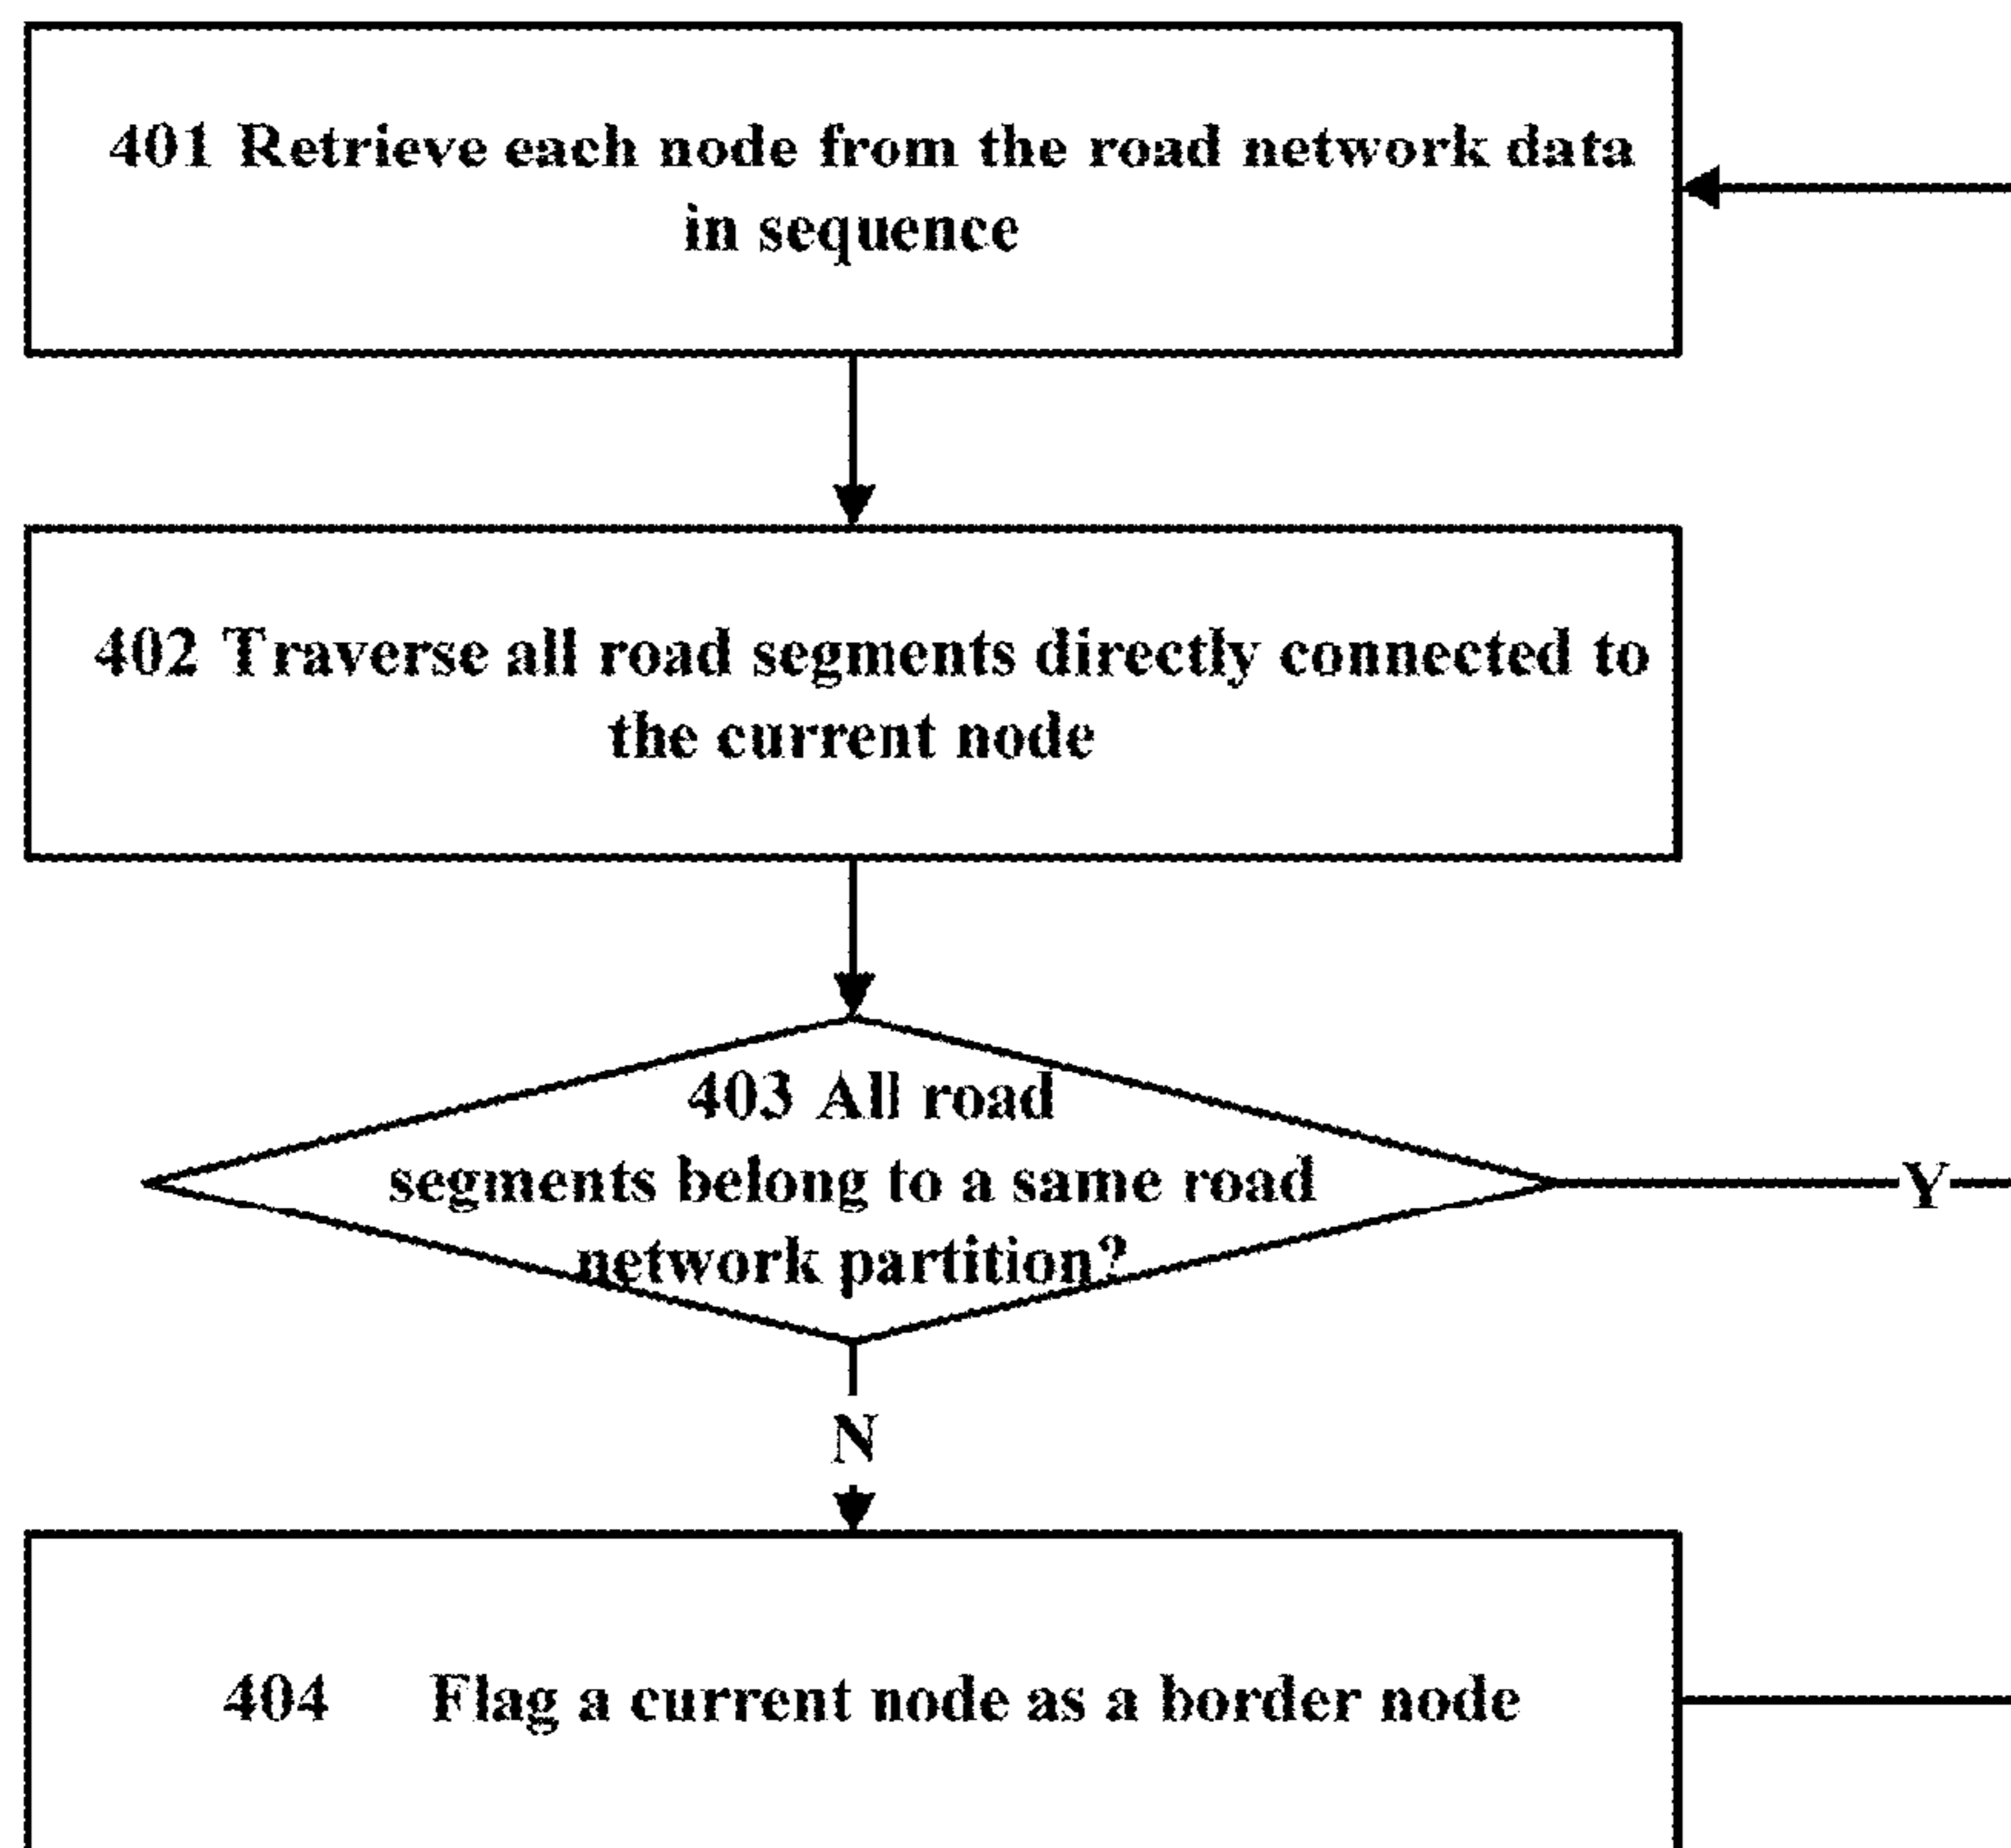 401 Retrieve each node from the road network data
in sequence
402 Traverse all road segments directly connected to
the current node
403 All road
segments belong to a same road
network partition?
Y
N
404 Flag a current node as a border node